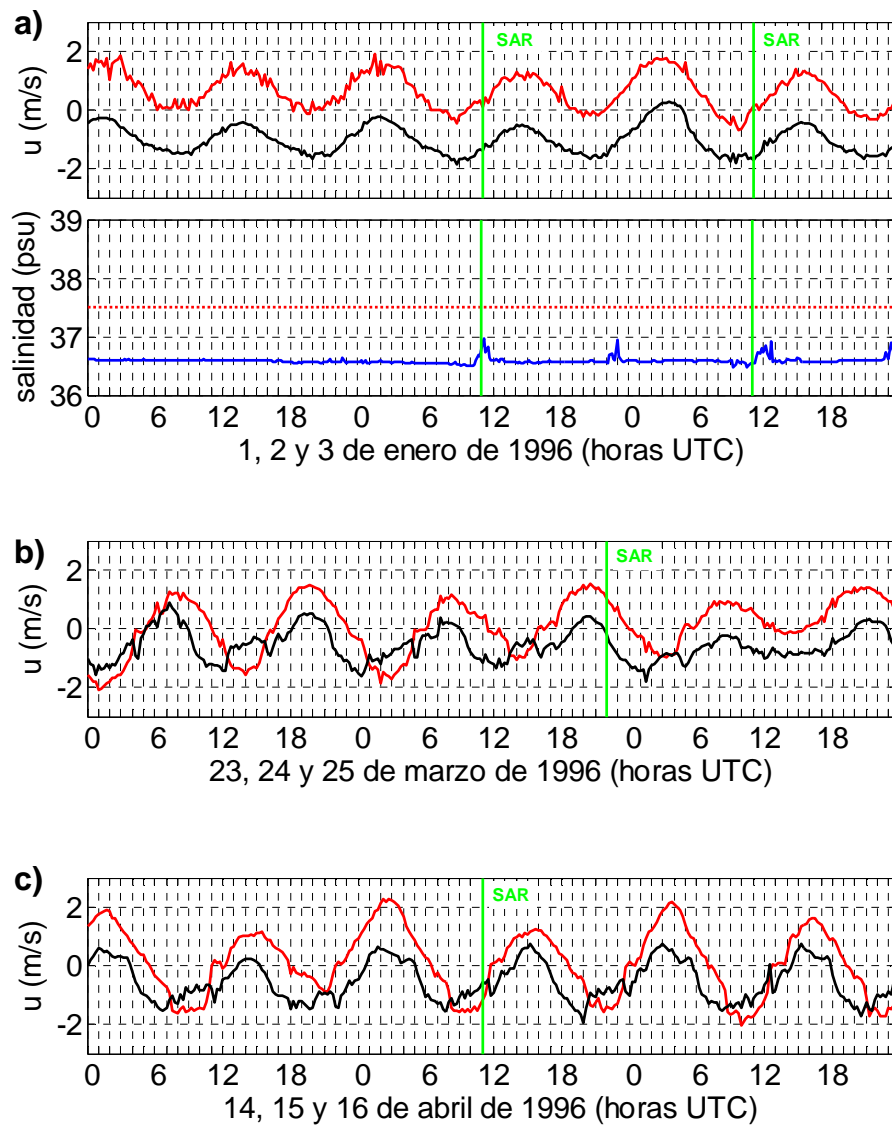 a)
SAR SAR
u (m/s)
2
0
-2
salinidad (psu)
39
38
37
36
0 6 12 18 0 6 12 18 0 6 12 18
1, 2 y 3 de enero de 1996 (horas UTC)
b)
SAR
u (m/s)
2
0
-2
0 6 12 18 0 6 12 18 0 6 12 18
23, 24 y 25 de marzo de 1996 (horas UTC)
c)
SAR
u (m/s)
2
0
-2
0 6 12 18 0 6 12 18 0 6 12 18
14, 15 y 16 de abril de 1996 (horas UTC)